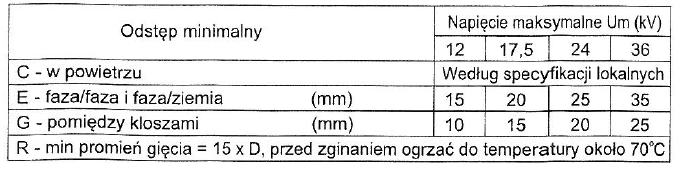 Odstęp minimalny
Napięcie maksymalne Um (kV)
12 17,5 24 36
C - w powietrzu Według specyfikacji lokalnych
E - faza/faza i faza/ziemia (mm) 15 20 25 35
G - pomiędzy kloszami (mm) 10 15 20 25
R - min promień gięcia = 15 x D, przed zginaniem ogrzać do temperatury około 70°C